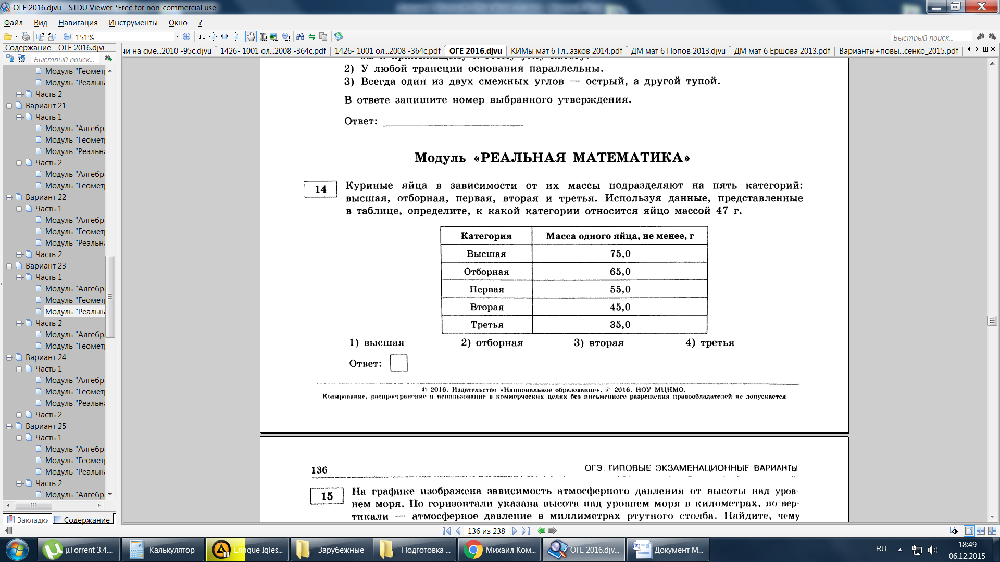 ОГЕ 2016.djvu - STDU Viewer *Free for non-commercial use
Файл Вид Навигация Инструменты Окно ?
151%
Быстрый поиск...
Содержание - ОГЕ 2016.djvu
ии на сме...2010 -95с.djvu
1426- 1001 ол...2008 -364с.pdf
1426- 1001 ол...2008 -364с.pdf
ОГЕ 2016.djvu
КИМы мат 6 Гл...азков 2014.pdf
ДМ мат 6 Попов 2013.djvu
ДМ мат 6 Ершова 2013.pdf
Варианты+повы...сенко_2015.pdf
Быстрый поиск...
Модуль "Геомет
Модуль "Реальна
Часть 2
Вариант 21
Часть 1
Модуль "Алгебр
Модуль "Геомет
Модуль "Реальна
Часть 2
Модуль "Алгебр
Модуль "Геомет
Вариант 22
Часть 1
Модуль "Алгебр
Модуль "Геомет
Модуль "Реальна
Часть 2
Вариант 23
Часть 1
Модуль "Алгебр
Модуль "Геомет
Модуль "Реальна
Часть 2
Модуль "Алгебр
Модуль "Геомет
Вариант 24
Часть 1
Модуль "Алгебр
Модуль "Геомет
Модуль "Реальна
Часть 2
Вариант 25
Часть 1
Модуль "Алгебр
Модуль "Геомет
Модуль "Реальна
Часть 2
Модуль "Алгебр
Закладки Содержание
2) У любой трапеции основания параллельны.
3) Всегда один из двух смежных углов — острый, а другой тупой.
В ответе запишите номер выбранного утверждения.
Ответ:
Модуль «РЕАЛЬНАЯ МАТЕМАТИКА»
14 Куриные яйца в зависимости от их массы подразделяют на пять категорий:
высшая, отборная, первая, вторая и третья. Используя данные, представленные
в таблице, определите, к какой категории относится яйцо массой 47 г.
Категория Масса одного яйца, не менее, г
Высшая 75,0
Отборная 65,0
Первая 55,0
Вторая 45,0
Третья 35,0
1) высшая 2) отборная 3) вторая 4) третья
Ответ:
© 2016. Издательство «Национальное образование». © 2016, НОУ МЦНМО.
Копирование, распространение и использование в коммерческих целях без письменного разрешения правообладателей не допускается
136 ОГЭ. ТИПОВЫЕ ЭКЗАМЕНАЦИОННЫЕ ВАРИАНТЫ
15 На графике изображена зависимость атмосферного давления от высоты над уров-
нем моря. По горизонтали указана высота над уровнем моря в километрах, по вер-
тикали — атмосферное давление в миллиметрах ртутного столба. Найдите, чему
136 из 238
µTorrent 3.4....
Калькулятор
Enrique Igles...
Зарубежные
Подготовка ...
Михаил Ком...
ОГЕ 2016.djv...
Документ M...
RU
18:49
06.12.2015